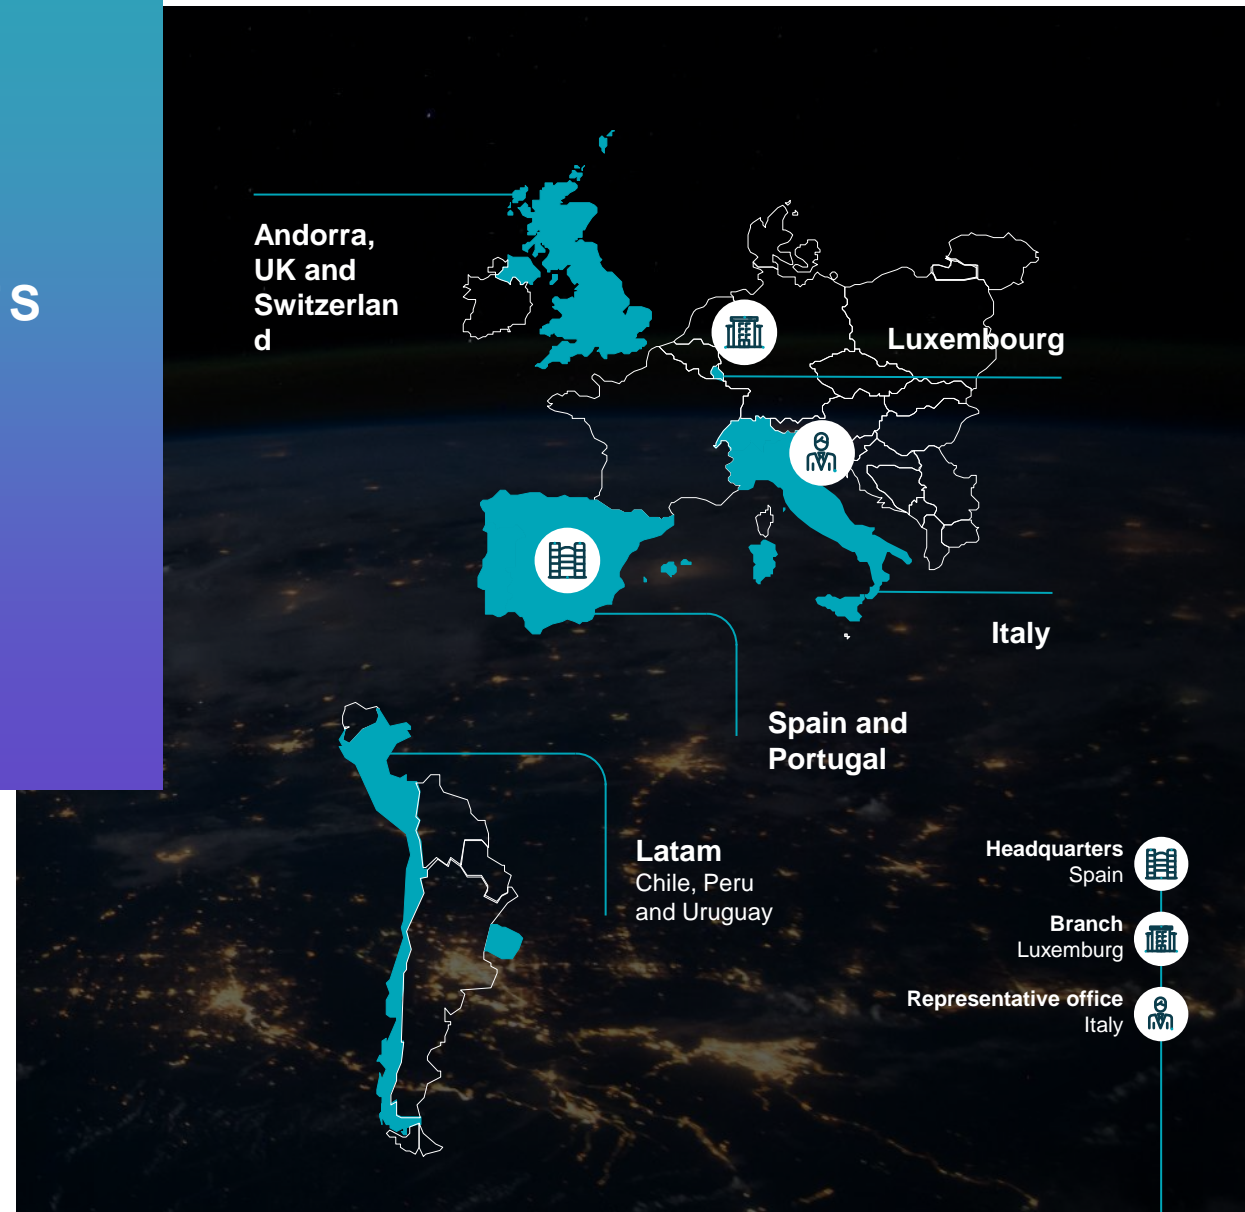 S
Andorra,
UK and
Switzerlan
d
Luxembourg
Italy
Spain and
Portugal
Latam
Chile, Peru
and Uruguay
Headquarters
Spain
Branch
Luxemburg
Representative office
Italy